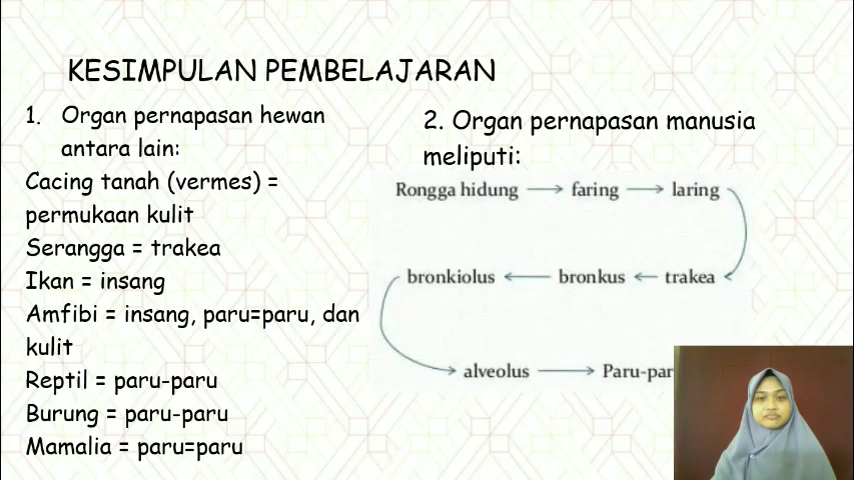 KESIMPULAN PEMBELAJARAN
1. Organ pernapasan hewan
antara lain:
Cacing tanah (vermes) =
permukaan kulit
Serangga = trakea
Ikan = insang
Amfibi = insang, paru=paru, dan
kulit
Reptil = paru-paru
Burung = paru-paru
Mamalia = paru=paru
2. Organ pernapasan manusia
meliputi:
Rongga hidung → faring → laring
bronkiolus ← bronkus ← trakea
alveolus → Paru-par